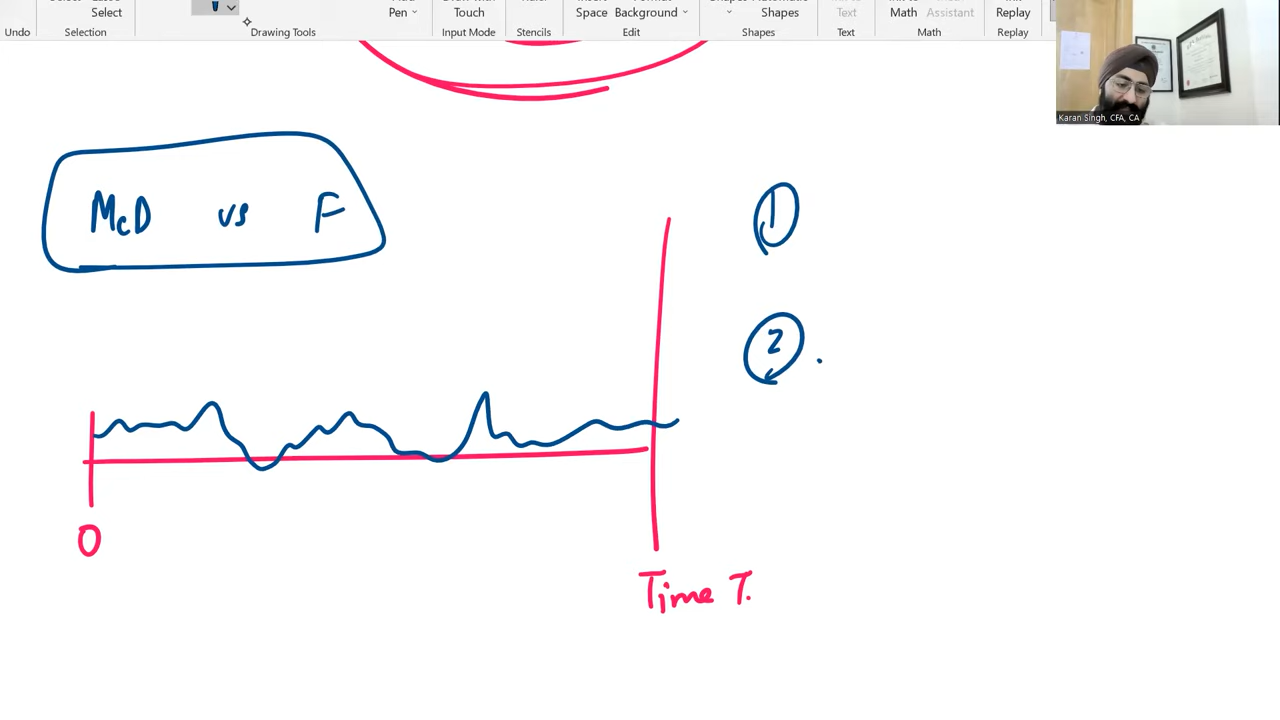 Undo
Selection
Drawing Tools
Pen
Touch
Input Mode
Stencils
Space
Background
Edit
Shapes
Shapes
Text
Text
Math
Assistant
Math
Replay
Replay
Karan Singh, CFA, CA
McD vs F
1
2 .
0
Time T.